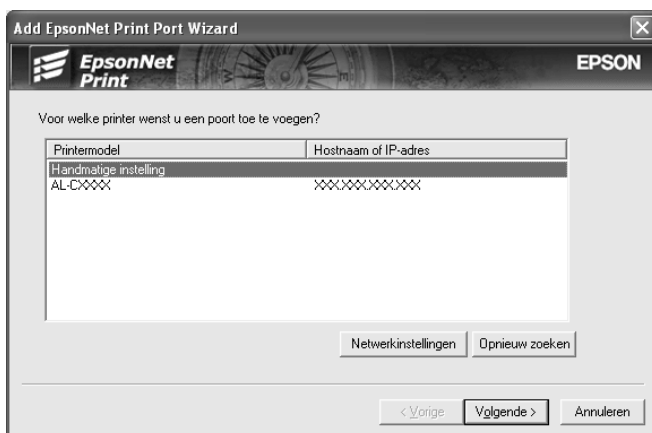 Add EpsonNet Print Port Wizard
EpsonNet
Print
EPSON
Voor welke printer wenst u een poort toe te voegen?
Printermodel Hostnaam of IP-adres
Handmatige instelling
AL-CXXXX XXX.XXX.XXX.XXX
Netwerkinstellingen Opnieuw zoeken
< Vorige Volgende > Annuleren